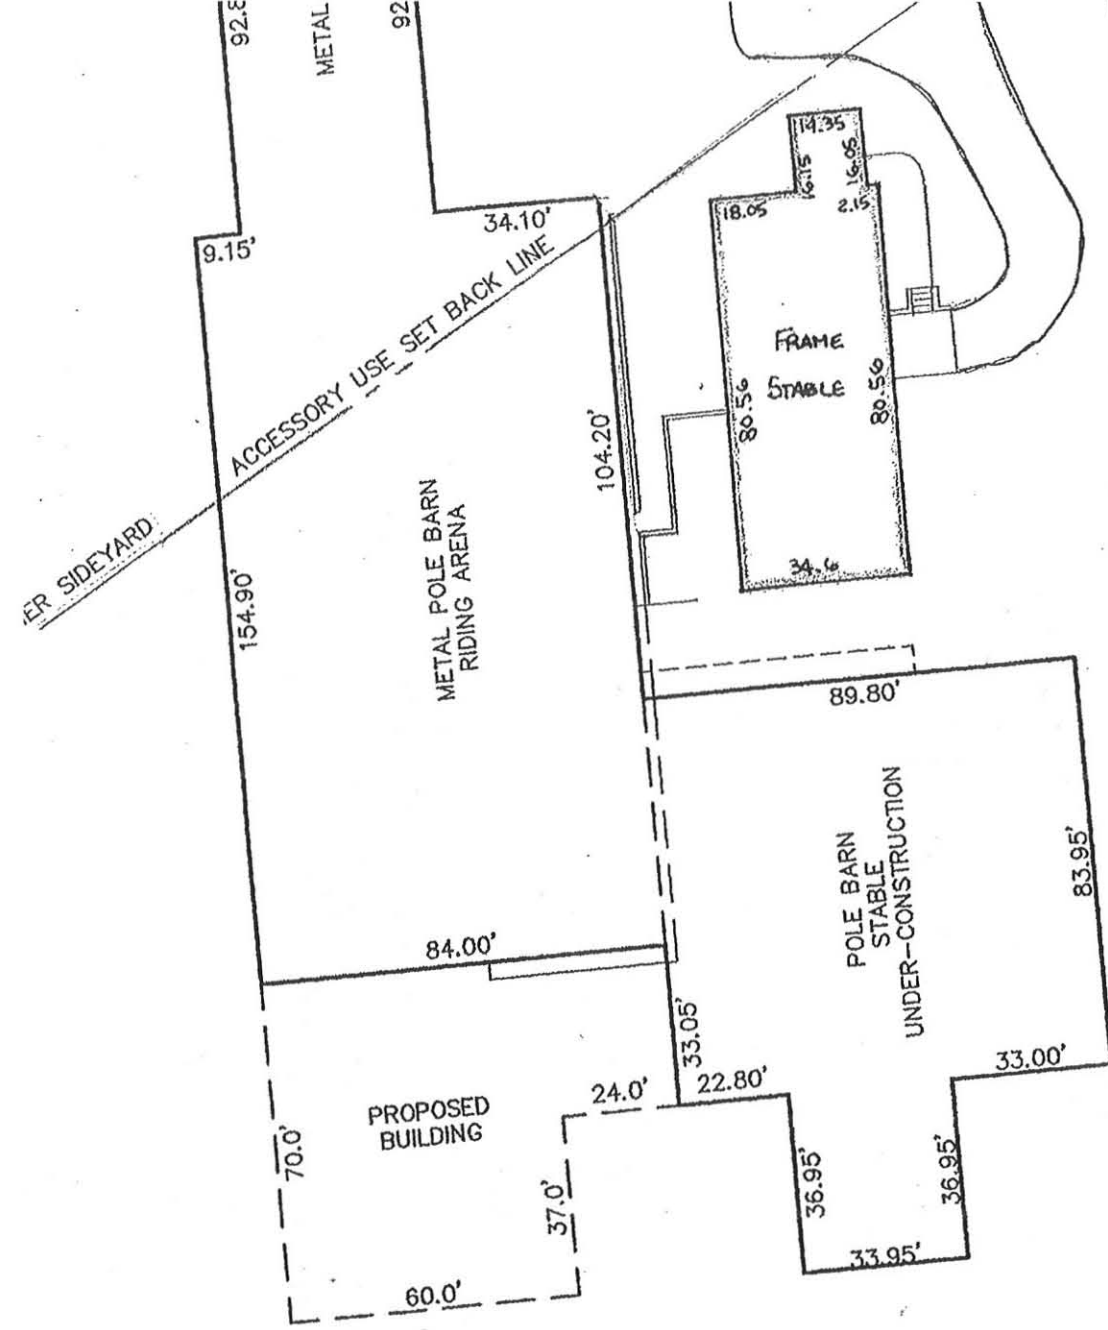 92.8
METAL
92
14.35
6.15
16.05
18.05
2.15
34.10'
9.15'
ACCESSORY USE SET BACK LINE
FRAME
STABLE
80.56
80.56
104.20'
METAL POLE BARN
RIDING ARENA
ER SIDEYARD
154.90'
34.6
89.80'
POLE BARN
STABLE
UNDER-CONSTRUCTION
83.95'
84.00'
33.05'
33.00'
24.0'
22.80'
PROPOSED
BUILDING
70.0'
37.0'
36.95'
36.95'
33.95'
60.0'